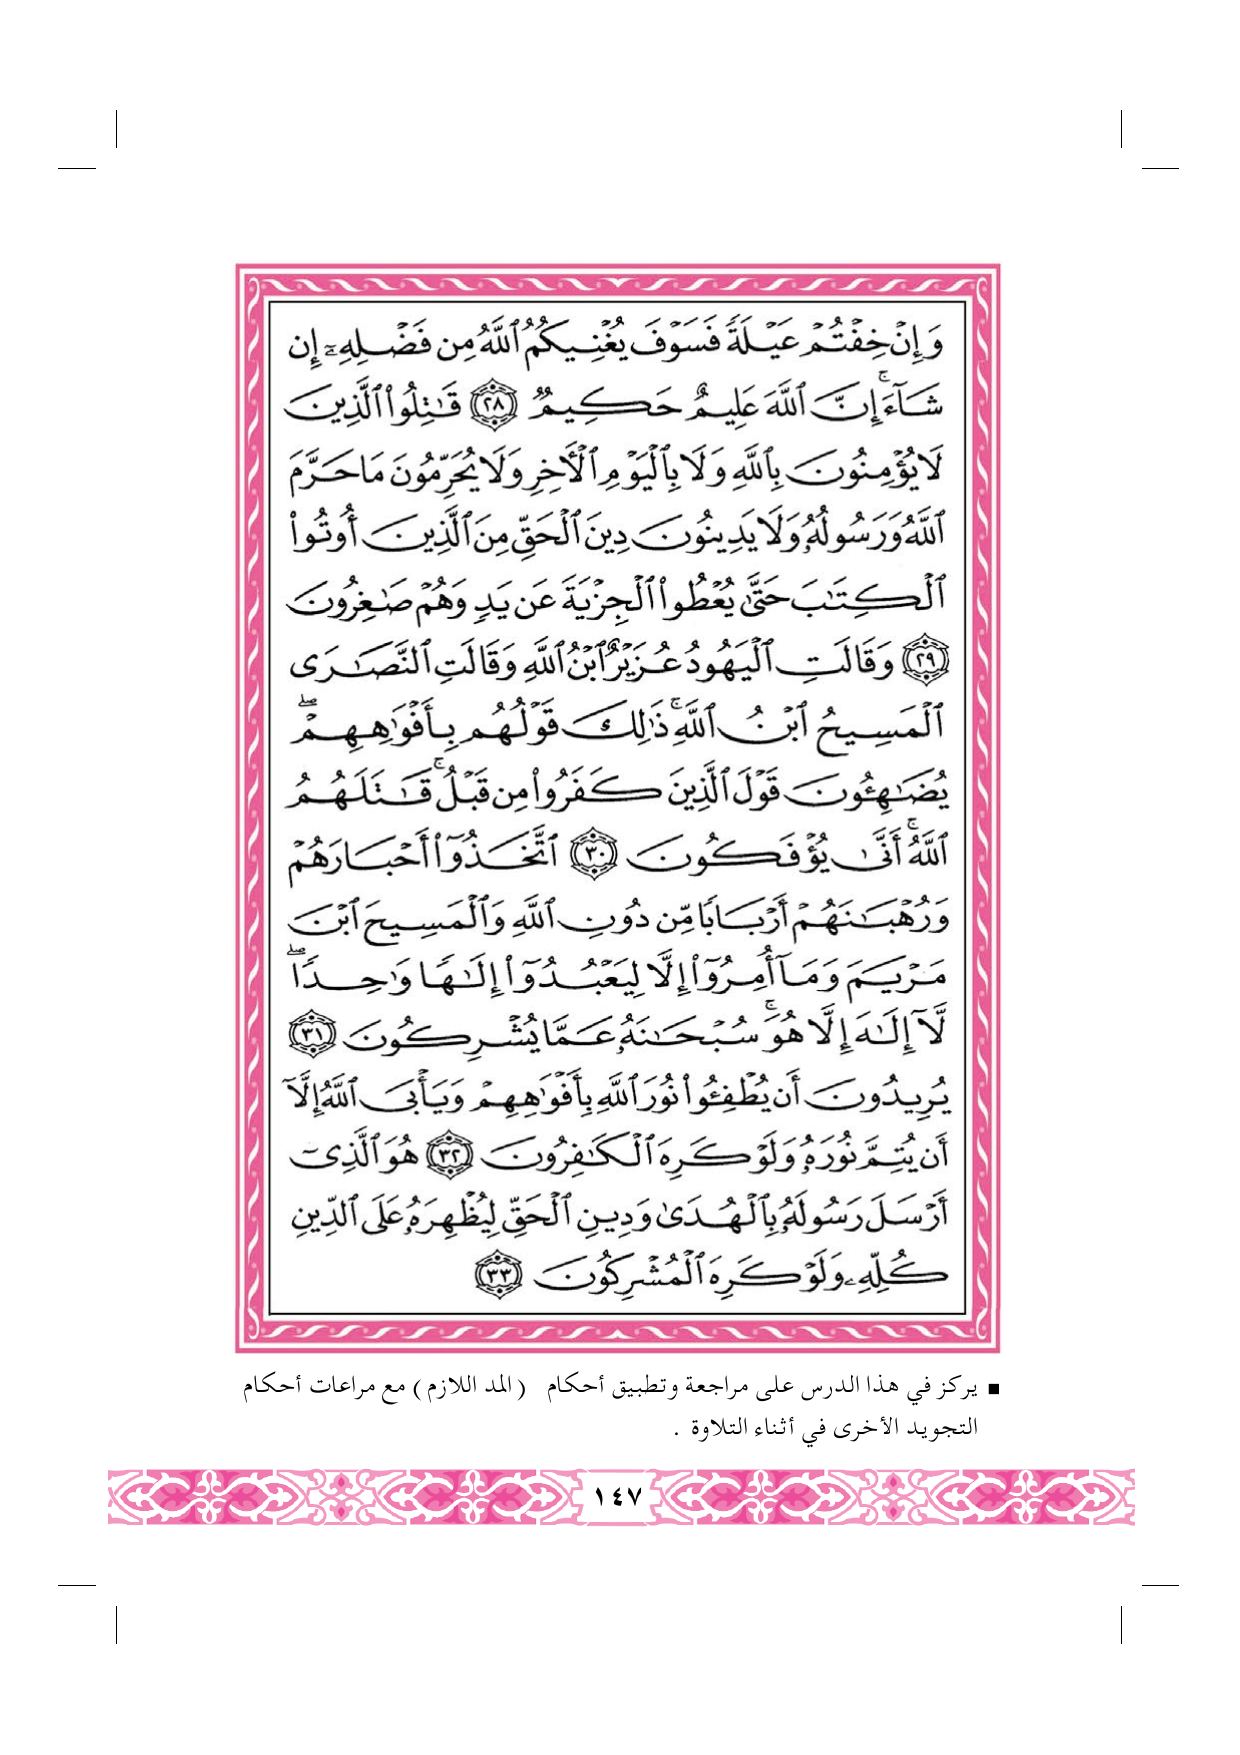 وَإِنْ خِفْتُمْ عَيْلَةً فَسَوْفَ يُغْنِيكُمُ ٱللَّهُ مِن فَضْلِهِۦٓ إِن
شَآءَ ۚ إِنَّ ٱللَّهَ عَلِيمٌ حَكِيمٌ ٢٨ قَٰتِلُوا۟ ٱلَّذِينَ
لَا يُؤْمِنُونَ بِٱللَّهِ وَلَا بِٱلْيَوْمِ ٱلْأَخِرِ وَلَا يُحَرِّمُونَ مَا حَرَّمَ
ٱللَّهُ وَرَسُولُهُۥ وَلَا يَدِينُونَ دِينَ ٱلْحَقِّ مِنَ ٱلَّذِينَ أُوتُوا۟
ٱلْكِتَٰبَ حَتَّىٰ يُعْطُوا۟ ٱلْجِزْيَةَ عَن يَدٍ وَهُمْ صَٰغِرُونَ
٢٩ وَقَالَتِ ٱلْيَهُودُ عُزَيْرٌ ٱبْنُ ٱللَّهِ وَقَالَتِ ٱلنَّصَٰرَى
ٱلْمَسِيحُ ٱبْنُ ٱللَّهِ ۚ ذَٰلِكَ قَوْلُهُم بِأَفْوَٰهِهِمْ ۖ
يُضَٰهِـُٔونَ قَوْلَ ٱلَّذِينَ كَفَرُوا۟ مِن قَبْلُ ۚ قَٰتَلَهُمُ
ٱللَّهُ ۚ أَنَّىٰ يُؤْفَكُونَ ٣٠ ٱتَّخَذُوٓا۟ أَحْبَارَهُمْ
وَرُهْبَٰنَهُمْ أَرْبَابًا مِّن دُونِ ٱللَّهِ وَٱلْمَسِيحَ ٱبْنَ
مَرْيَمَ وَمَآ أُمِرُوٓا۟ إِلَّا لِيَعْبُدُوٓا۟ إِلَٰهًا وَٰحِدًا ۖ
لَّآ إِلَٰهَ إِلَّا هُوَ ۚ سُبْحَٰنَهُۥ عَمَّا يُشْرِكُونَ ٣١
يُرِيدُونَ أَن يُطْفِـُٔوا۟ نُورَ ٱللَّهِ بِأَفْوَٰهِهِمْ وَيَأْبَى ٱللَّهُ إِلَّآ
أَن يُتِمَّ نُورَهُۥ وَلَوْ كَرِهَ ٱلْكَٰفِرُونَ ٣٢ هُوَ ٱلَّذِىٓ
أَرْسَلَ رَسُولَهُۥ بِٱلْهُدَىٰ وَدِينِ ٱلْحَقِّ لِيُظْهِرَهُۥ عَلَى ٱلدِّينِ
كُلِّهِۦ وَلَوْ كَرِهَ ٱلْمُشْرِكُونَ ٣٣
■ يركز في هذا الدرس على مراجعة وتطبيق أحكام ( المد اللازم ) مع مراعات أحكام
التجويد الأخرى في أثناء التلاوة .
١٤٧